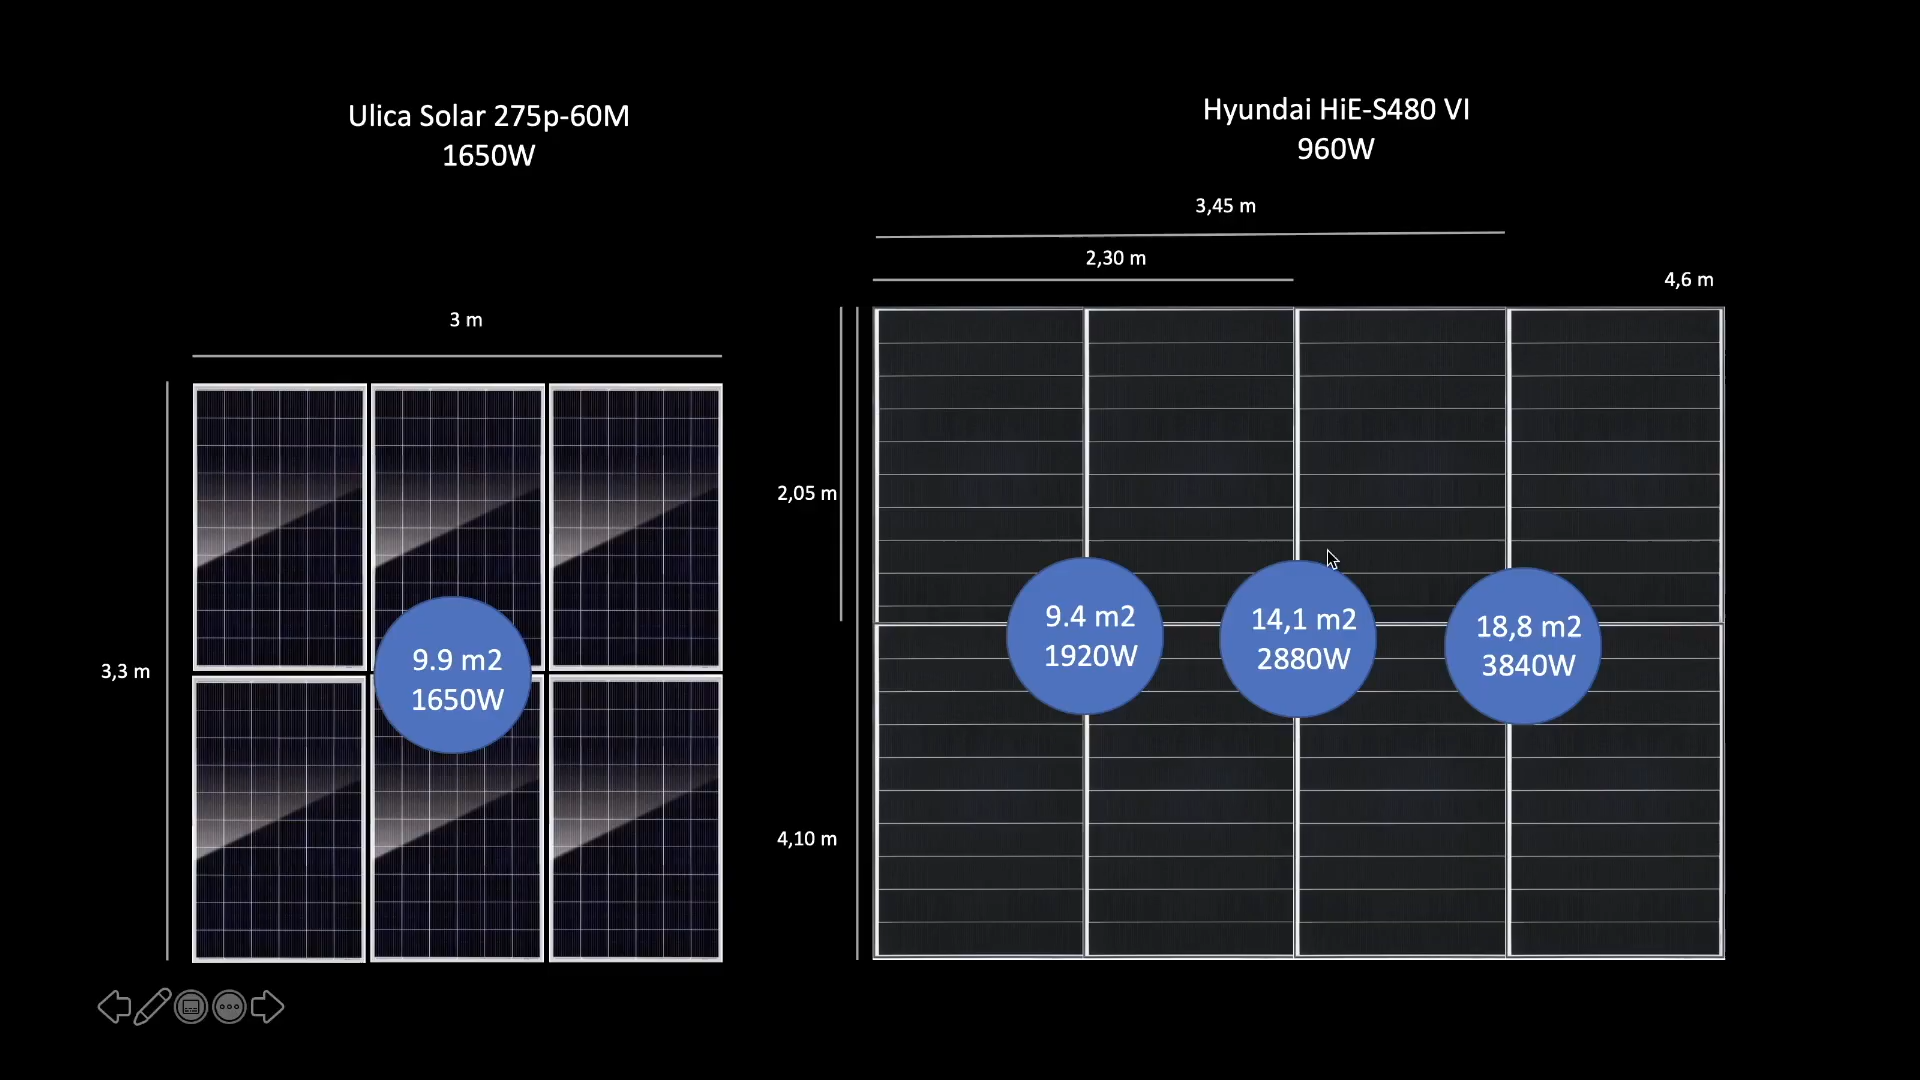 Ulica Solar 275p-60M
1650W
Hyundai HiE-S480 VI
960W
3,45 m
2,30 m
4,6 m
3 m
2,05 m
9.4 m2
1920W
14,1 m2
2880W
18,8 m2
3840W
9.9 m2
1650W
3,3 m
4,10 m